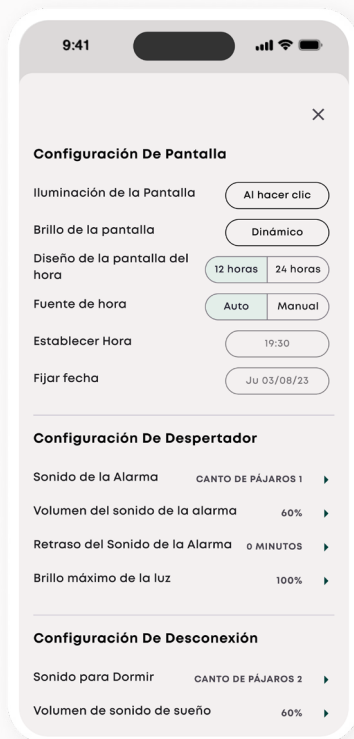 9:41
Configuración De Pantalla
Iluminación de la Pantalla Al hacer clic
Brillo de la pantalla Dinámico
Diseño de la pantalla del
hora 12 horas 24 horas
Fuente de hora Auto Manual
Establecer Hora 19:30
Fijar fecha Ju 03/08/23
Configuración De Despertador
Sonido de la Alarma CANTO DE PÁJAROS 1
Volumen del sonido de la alarma 60%
Retraso del Sonido de la Alarma 0 MINUTOS
Brillo máximo de la luz 100%
Configuración De Desconexión
Sonido para Dormir CANTO DE PÁJAROS 2
Volumen de sonido de sueño 60%